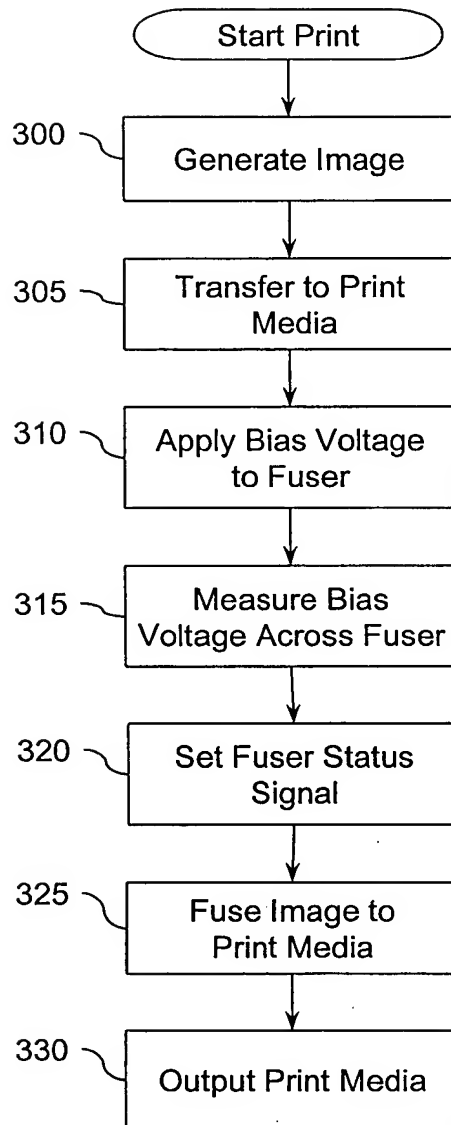 Start Print
300
Generate Image
305
Transfer to Print
Media
310
Apply Bias Voltage
to Fuser
315
Measure Bias
Voltage Across Fuser
320
Set Fuser Status
Signal
325
Fuse Image to
Print Media
330
Output Print Media